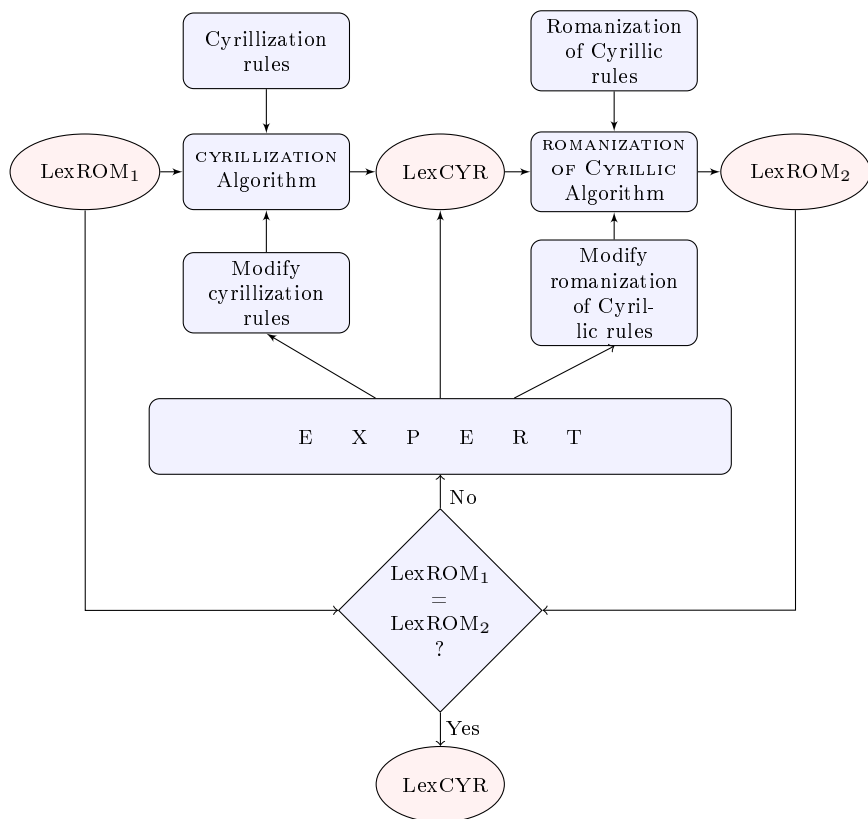 Cyrillization
rules
Romanization
of Cyrillic
rules
LexROM₁
CYRILLIZATION
Algorithm
LexCYR
ROMANIZATION
OF CYRILLIC
Algorithm
LexROM₂
Modify
cyrillization
rules
Modify
romanization
of Cyril-
lic rules
E X P E R T
No
LexROM₁
=
LexROM₂
?
Yes
LexCYR